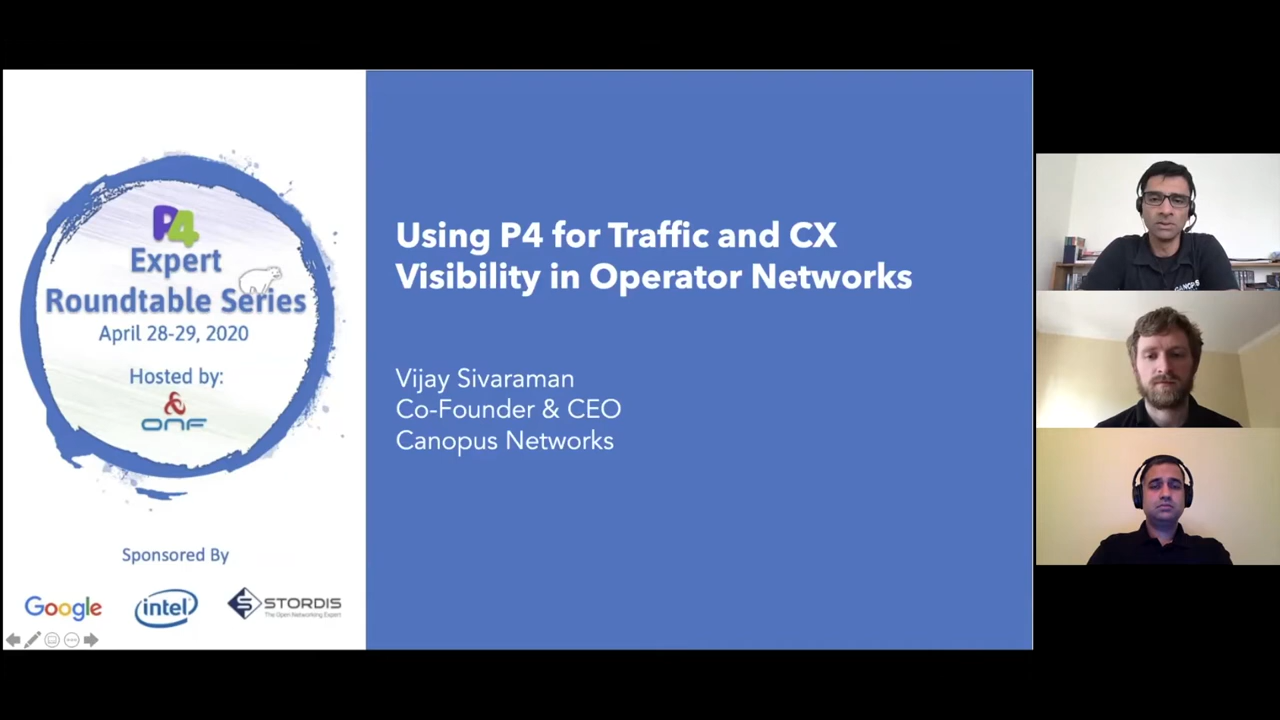 P4
Expert
Roundtable Series
April 28-29, 2020
Hosted by:
ONF
Sponsored By
Google
intel
STORDIS
The Open Networking Expert
Using P4 for Traffic and CX
Visibility in Operator Networks
Vijay Sivaraman
Co-Founder & CEO
Canopus Networks